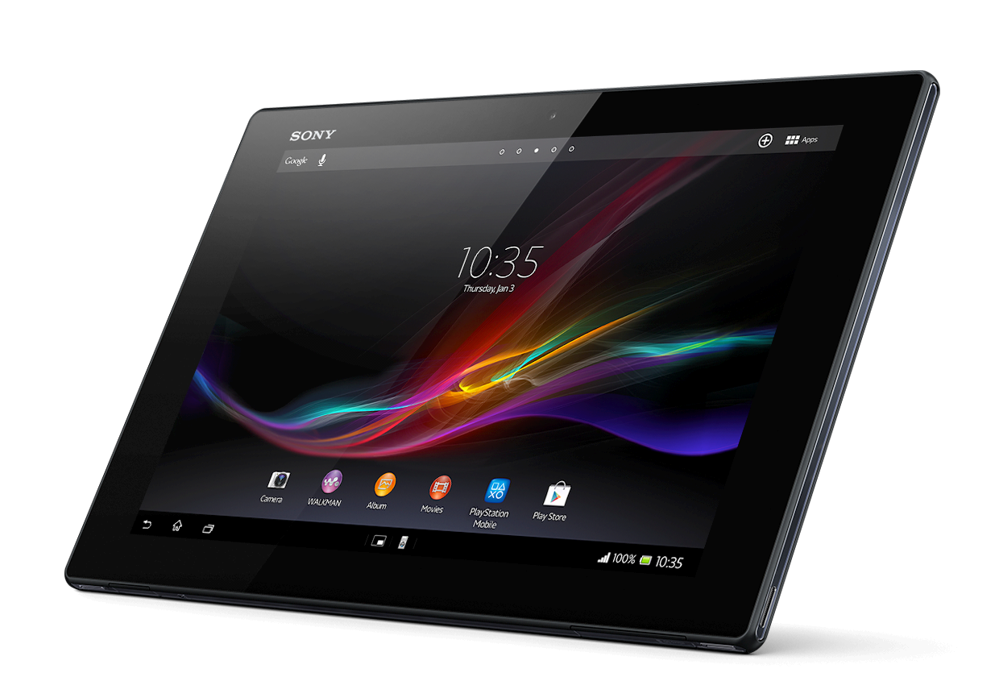 SONY
Google
Apps
10:35
Thursday, Jan 3
Camera
WALKMAN
Album
Movies
PlayStation
Mobile
Play Store
100% 10:35